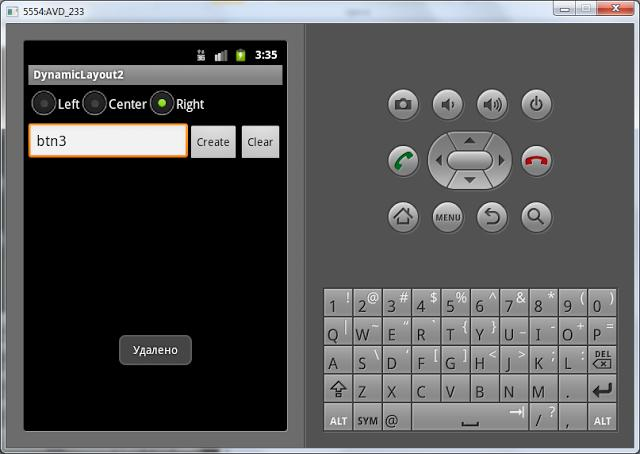 5554:AVD_233
3G 3:35
DynamicLayout2
Left Center Right
btn3 Create Clear
Удалено
MENU
1 ! 2 @ 3 # 4 $ 5 % 6 ^ 7 & 8 * 9 ( 0 )
Q | W ~ E " R ` T { Y } U _ I - O + P =
A S \ D ' F [ G ] H < J > K ; L : DEL
Z X C V B N M .
ALT SYM @ / ? , ALT